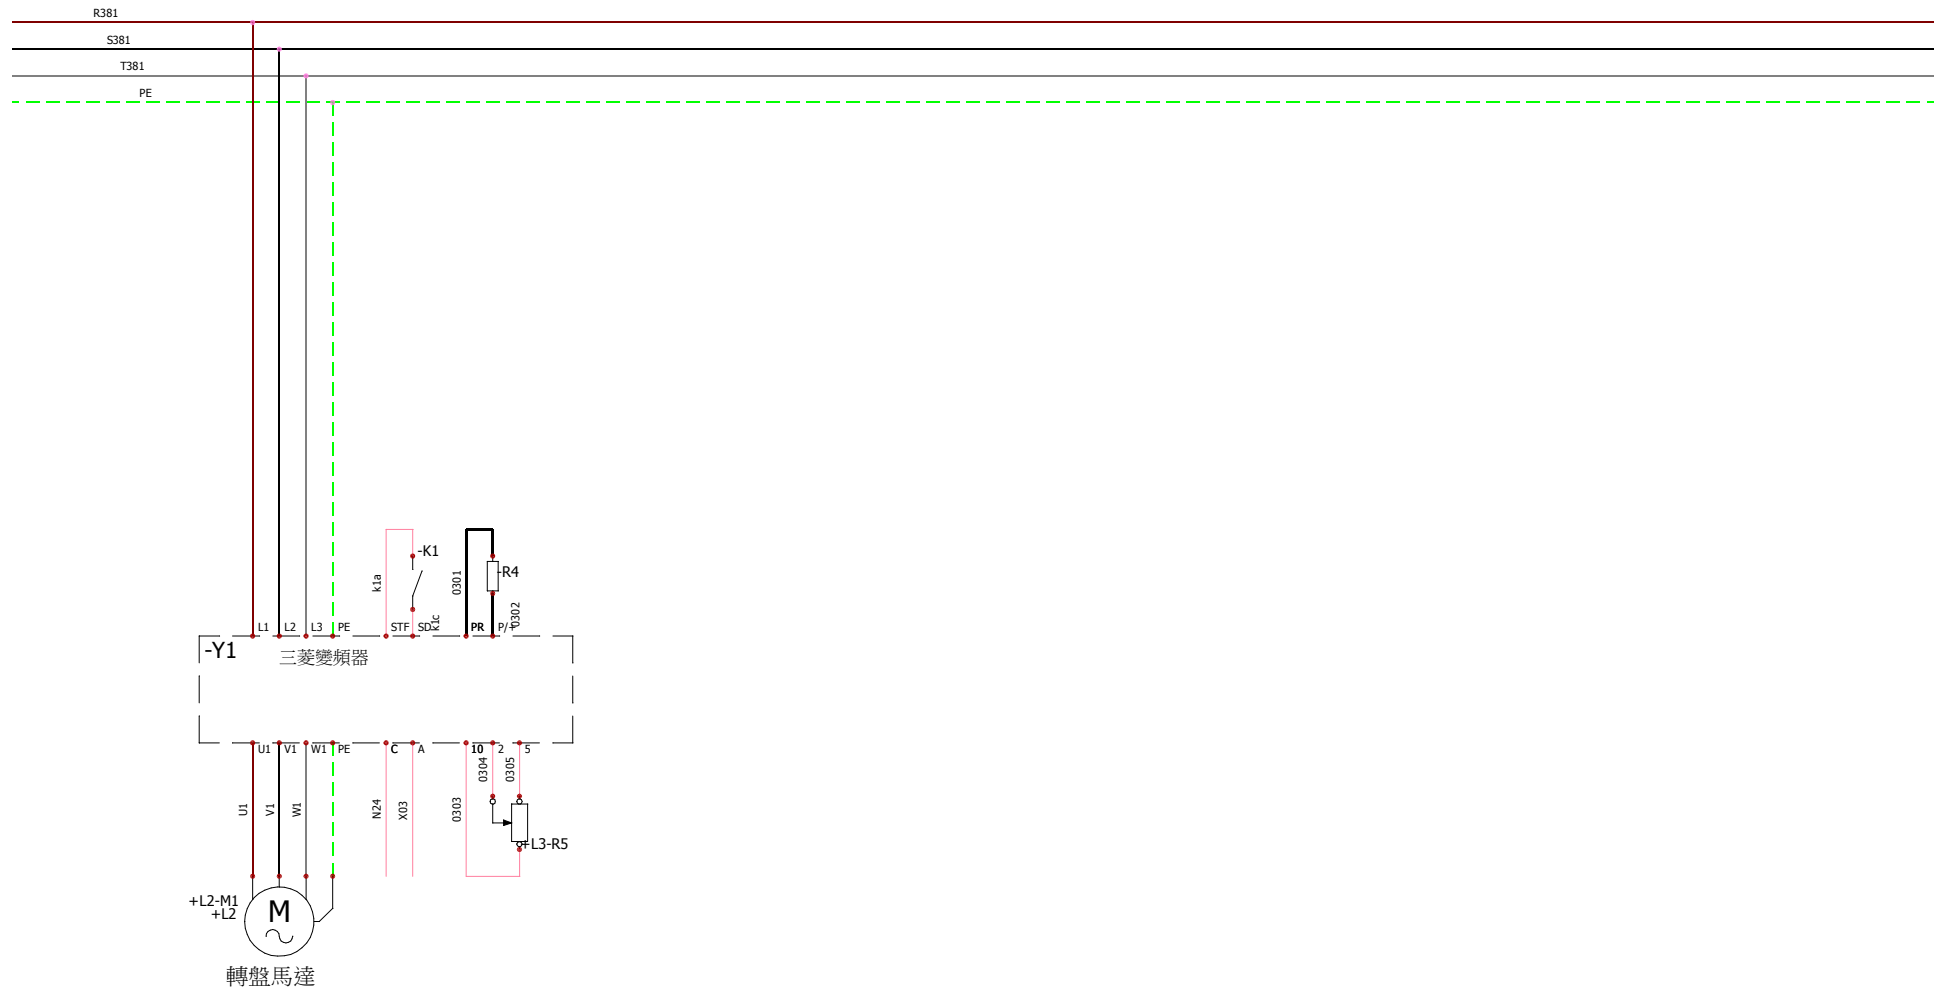 R381
S381
T381
PE
-K1
k1a
0301
-R4
0302
k1c
L1 L2 L3 PE STF SD PR P/+
-Y1
三菱變頻器
U1 V1 W1 PE C A 10 2 5
0304 0305
U1 V1 W1 N24 X03 0303
+L3-R5
+L2-M1
+L2
M
轉盤馬達